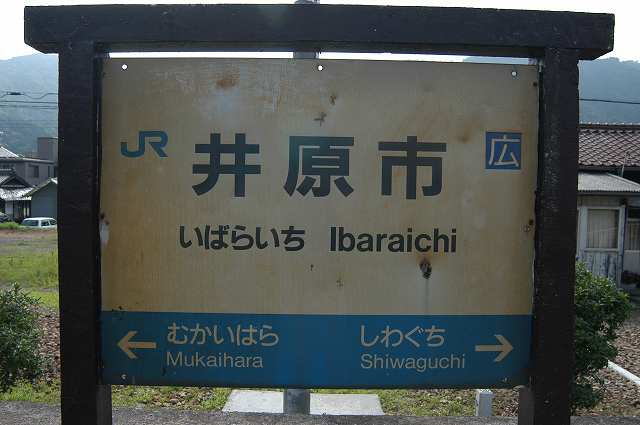 JR 井原市 広
いばらいち Ibaraichi
← むかいはら しわぐち →
Mukaihara Shiwaguchi